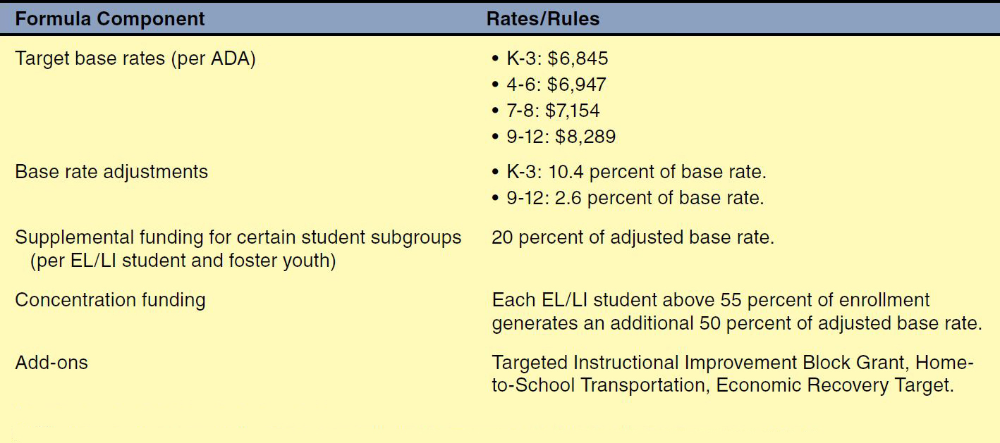 Formula Component Rates/Rules
Target base rates (per ADA) • K-3: $6,845
• 4-6: $6,947
• 7-8: $7,154
• 9-12: $8,289
Base rate adjustments • K-3: 10.4 percent of base rate.
• 9-12: 2.6 percent of base rate.
Supplemental funding for certain student subgroups 20 percent of adjusted base rate.
(per EL/LI student and foster youth)
Concentration funding Each EL/LI student above 55 percent of enrollment
generates an additional 50 percent of adjusted base rate.
Add-ons Targeted Instructional Improvement Block Grant, Home-
to-School Transportation, Economic Recovery Target.